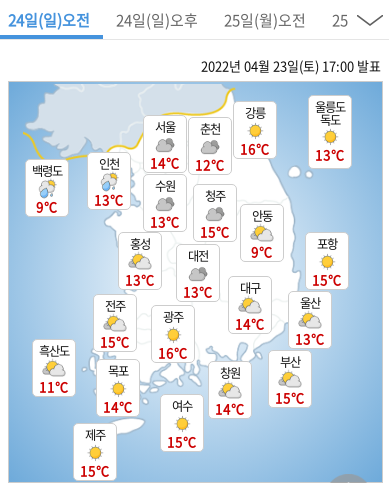 24일(일)오전 24일(일)오후 25일(월)오전 25
2022년 04월 23일(토) 17:00 발표
서울
14℃
춘천
12℃
강릉
16℃
울릉도
독도
13℃
백령도
9℃
인천
13℃
수원
13℃
청주
15℃
안동
9℃
홍성
13℃
대전
13℃
포항
15℃
대구
14℃
울산
13℃
전주
15℃
광주
16℃
흑산도
11℃
목포
14℃
창원
14℃
부산
15℃
여수
15℃
제주
15℃